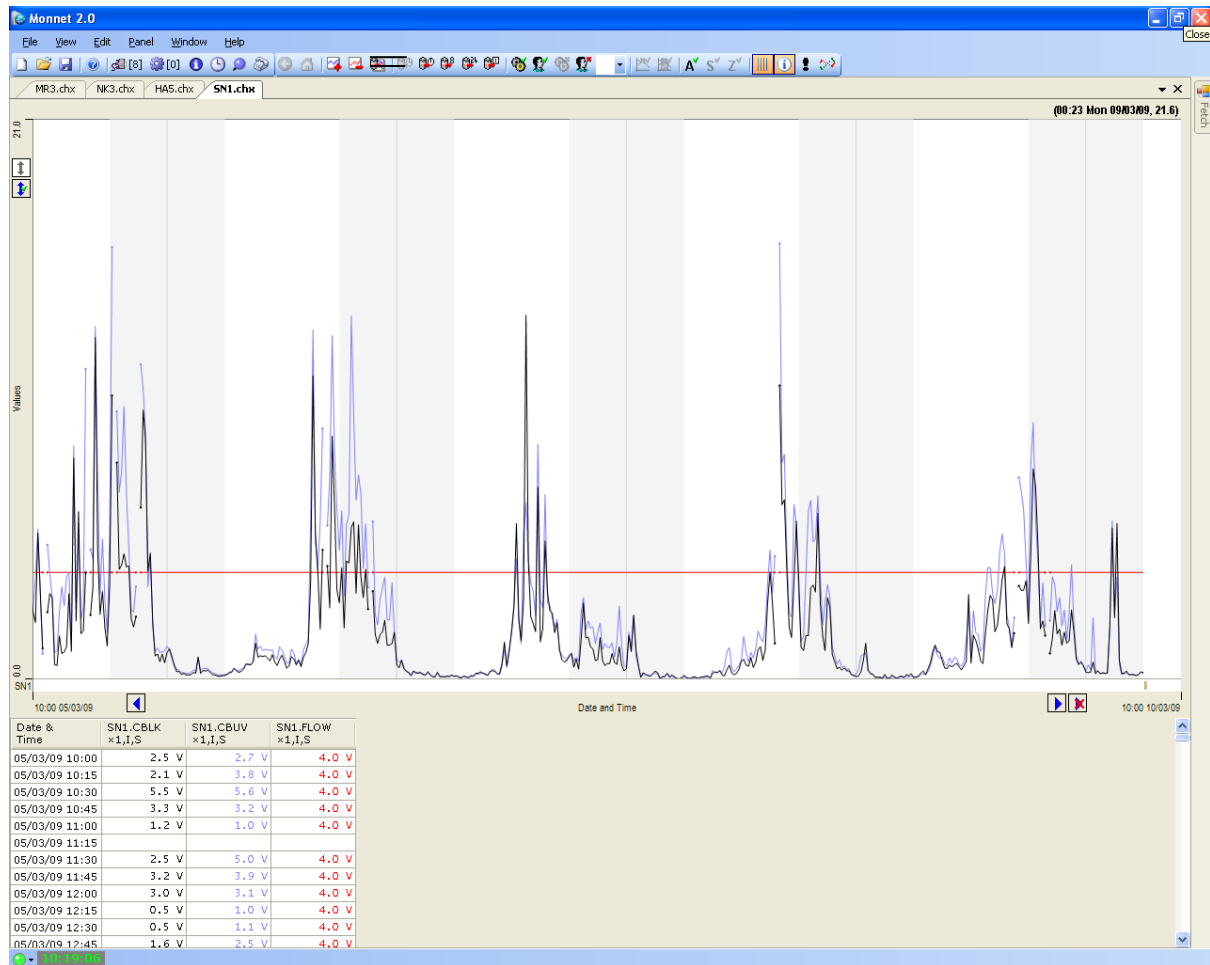 Monnet 2.0
Close
File View Edit Panel Window Help
[8] [0] A S Z
MR3.chx NK3.chx HA5.chx SN1.chx
Fetch
(00:23 Mon 09/03/09, 21.6)
21.0
Values
0.0
SN1
10:00 05/03/09 Date and Time 10:00 10/03/09
Date & Time SN1.CBLK ×1,I,S SN1.CBUV ×1,I,S SN1.FLOW ×1,I,S
05/03/09 10:00 2.5 V 2.7 V 4.0 V
05/03/09 10:15 2.1 V 3.8 V 4.0 V
05/03/09 10:30 5.5 V 5.6 V 4.0 V
05/03/09 10:45 3.3 V 3.2 V 4.0 V
05/03/09 11:00 1.2 V 1.0 V 4.0 V
05/03/09 11:15
05/03/09 11:30 2.5 V 5.0 V 4.0 V
05/03/09 11:45 3.2 V 3.9 V 4.0 V
05/03/09 12:00 3.0 V 3.1 V 4.0 V
05/03/09 12:15 0.5 V 1.0 V 4.0 V
05/03/09 12:30 0.5 V 1.1 V 4.0 V
05/03/09 12:45 1.6 V 2.5 V 4.0 V
10:19:06